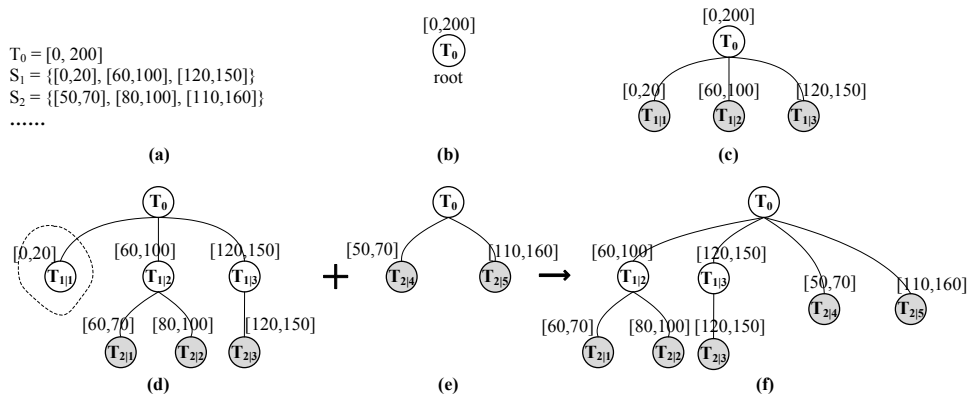 T₀ = [0, 200]
S₁ = {[0,20], [60,100], [120,150]}
S₂ = {[50,70], [80,100], [110,160]}
......
(a)
[0,200]
T₀
root
(b)
[0,200]
T₀
[0,20] [60,100] [120,150]
T₁|₁ T₁|₂ T₁|₃
(c)
T₀
[0,20] [60,100] [120,150]
T₁|₁ T₁|₂ T₁|₃
[60,70] [80,100] [120,150]
T₂|₁ T₂|₂ T₂|₃
(d)
+
T₀
[50,70] [110,160]
T₂|₄ T₂|₅
(e)
→
T₀
[60,100] [120,150] [50,70] [110,160]
T₁|₂ T₁|₃ T₂|₄ T₂|₅
[60,70] [80,100] [120,150]
T₂|₁ T₂|₂ T₂|₃
(f)